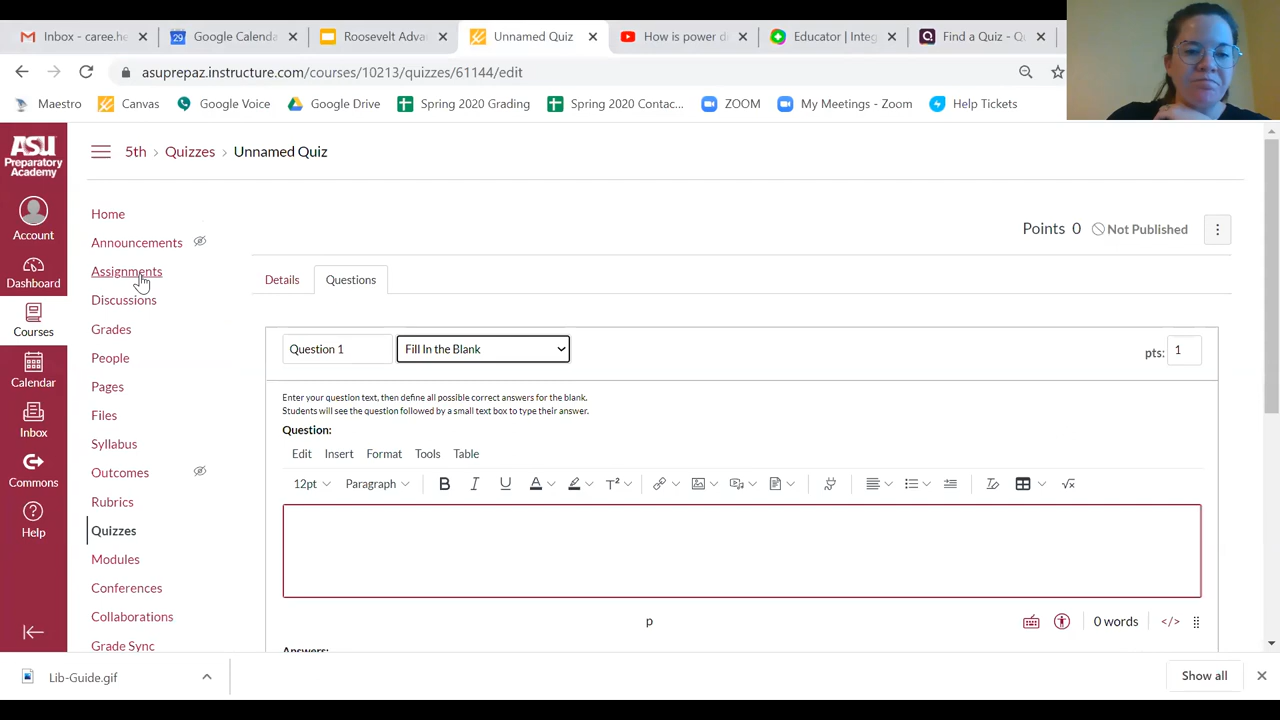 Inbox - caree.he
Google Calenda
Roosevelt Adva
Unnamed Quiz
How is power d
Educator | Integ
Find a Quiz - Q
asuprepaz.instructure.com/courses/10213/quizzes/61144/edit
Maestro
Canvas
Google Voice
Google Drive
Spring 2020 Grading
Spring 2020 Contac...
ZOOM
My Meetings - Zoom
Help Tickets
ASU
Preparatory
Academy
5th > Quizzes > Unnamed Quiz
Account
Dashboard
Courses
Calendar
Inbox
Commons
Help
Home
Announcements
Assignments
Discussions
Grades
People
Pages
Files
Syllabus
Outcomes
Rubrics
Quizzes
Modules
Conferences
Collaborations
Grade Sync
Points 0 Not Published
Details
Questions
Question 1
Fill In the Blank
pts: 1
Enter your question text, then define all possible correct answers for the blank.
Students will see the question followed by a small text box to type their answer.
Question:
Edit Insert Format Tools Table
12pt Paragraph B I U A T² √x
p
0 words </>
Answers:
Lib-Guide.gif
Show all